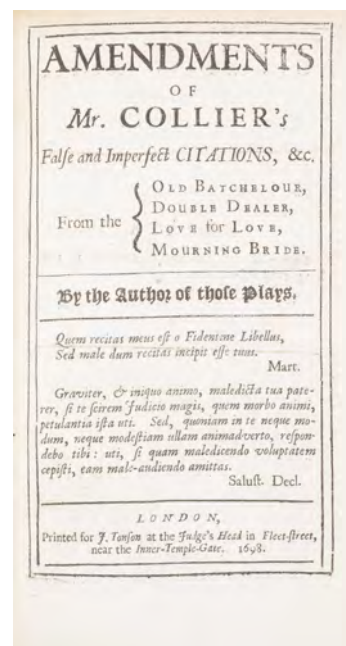 AMENDMENTS
OF
Mr. COLLIER's
Falſe and Imperfect CITATIONS, &c.
From the
OLD BATCHELOUR,
DOUBLE DEALER,
LOVE for LOVE,
MOURNING BRIDE.
By the Author of thoſe Plays.
Quem recitas meus eſt o Fidentine Libellus,
Sed male dum recitas incipit eſſe tuus.
Mart.
Graviter, & iniquo animo, maledicta tua pate-
rer, ſi te ſcirem Judicio magis, quem morbo animi,
petulantia iſta uti. Sed, quoniam in te neque mo-
dum, neque modeſtiam ullam animadverto, reſpon-
debo tibi: uti, ſi quam maledicendo voluptatem
cepiſti, eam male-audiendo amittas.
Saluſt. Decl.
LONDON,
Printed for J. Tonſon at the Judge's Head in Fleet-ſtreet,
near the Inner-Temple-Gate. 1698.